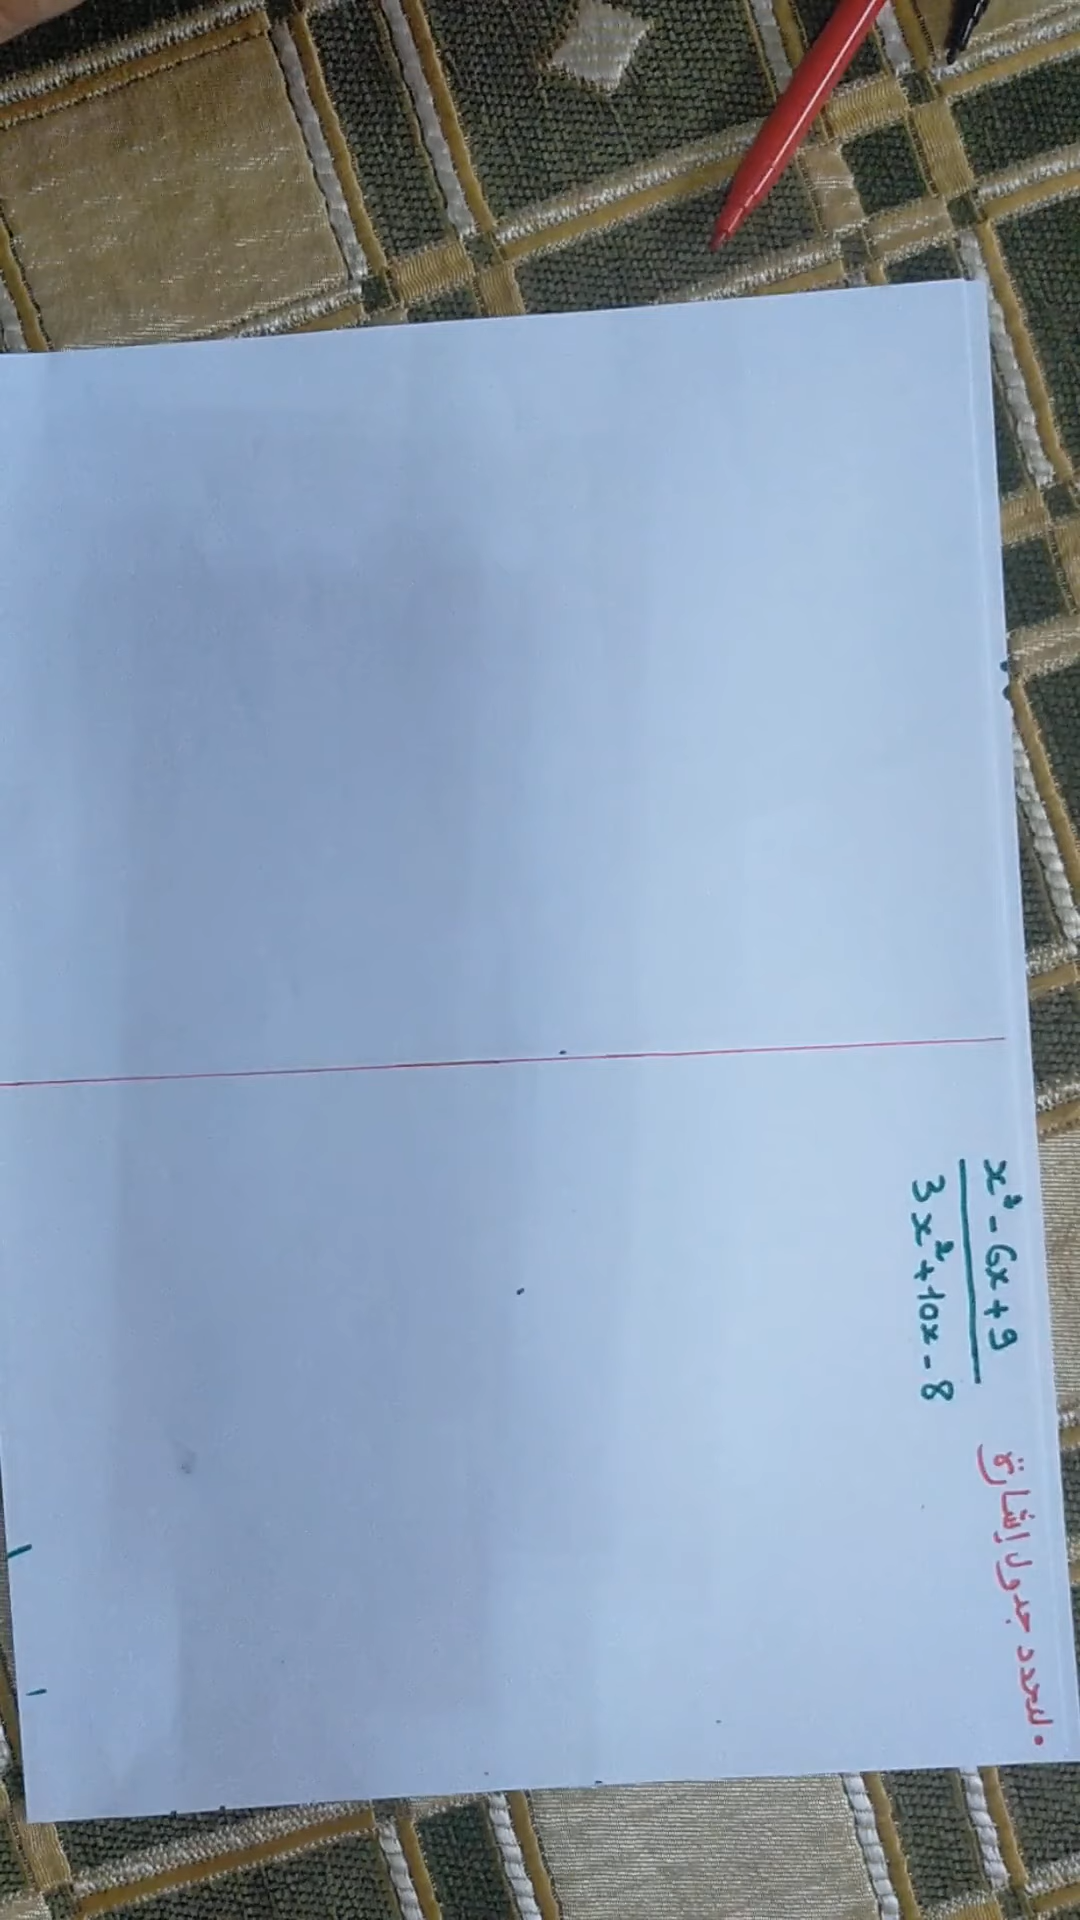 • لنحدد جدول إشارة
x² - 6x + 9
3x² + 10x - 8